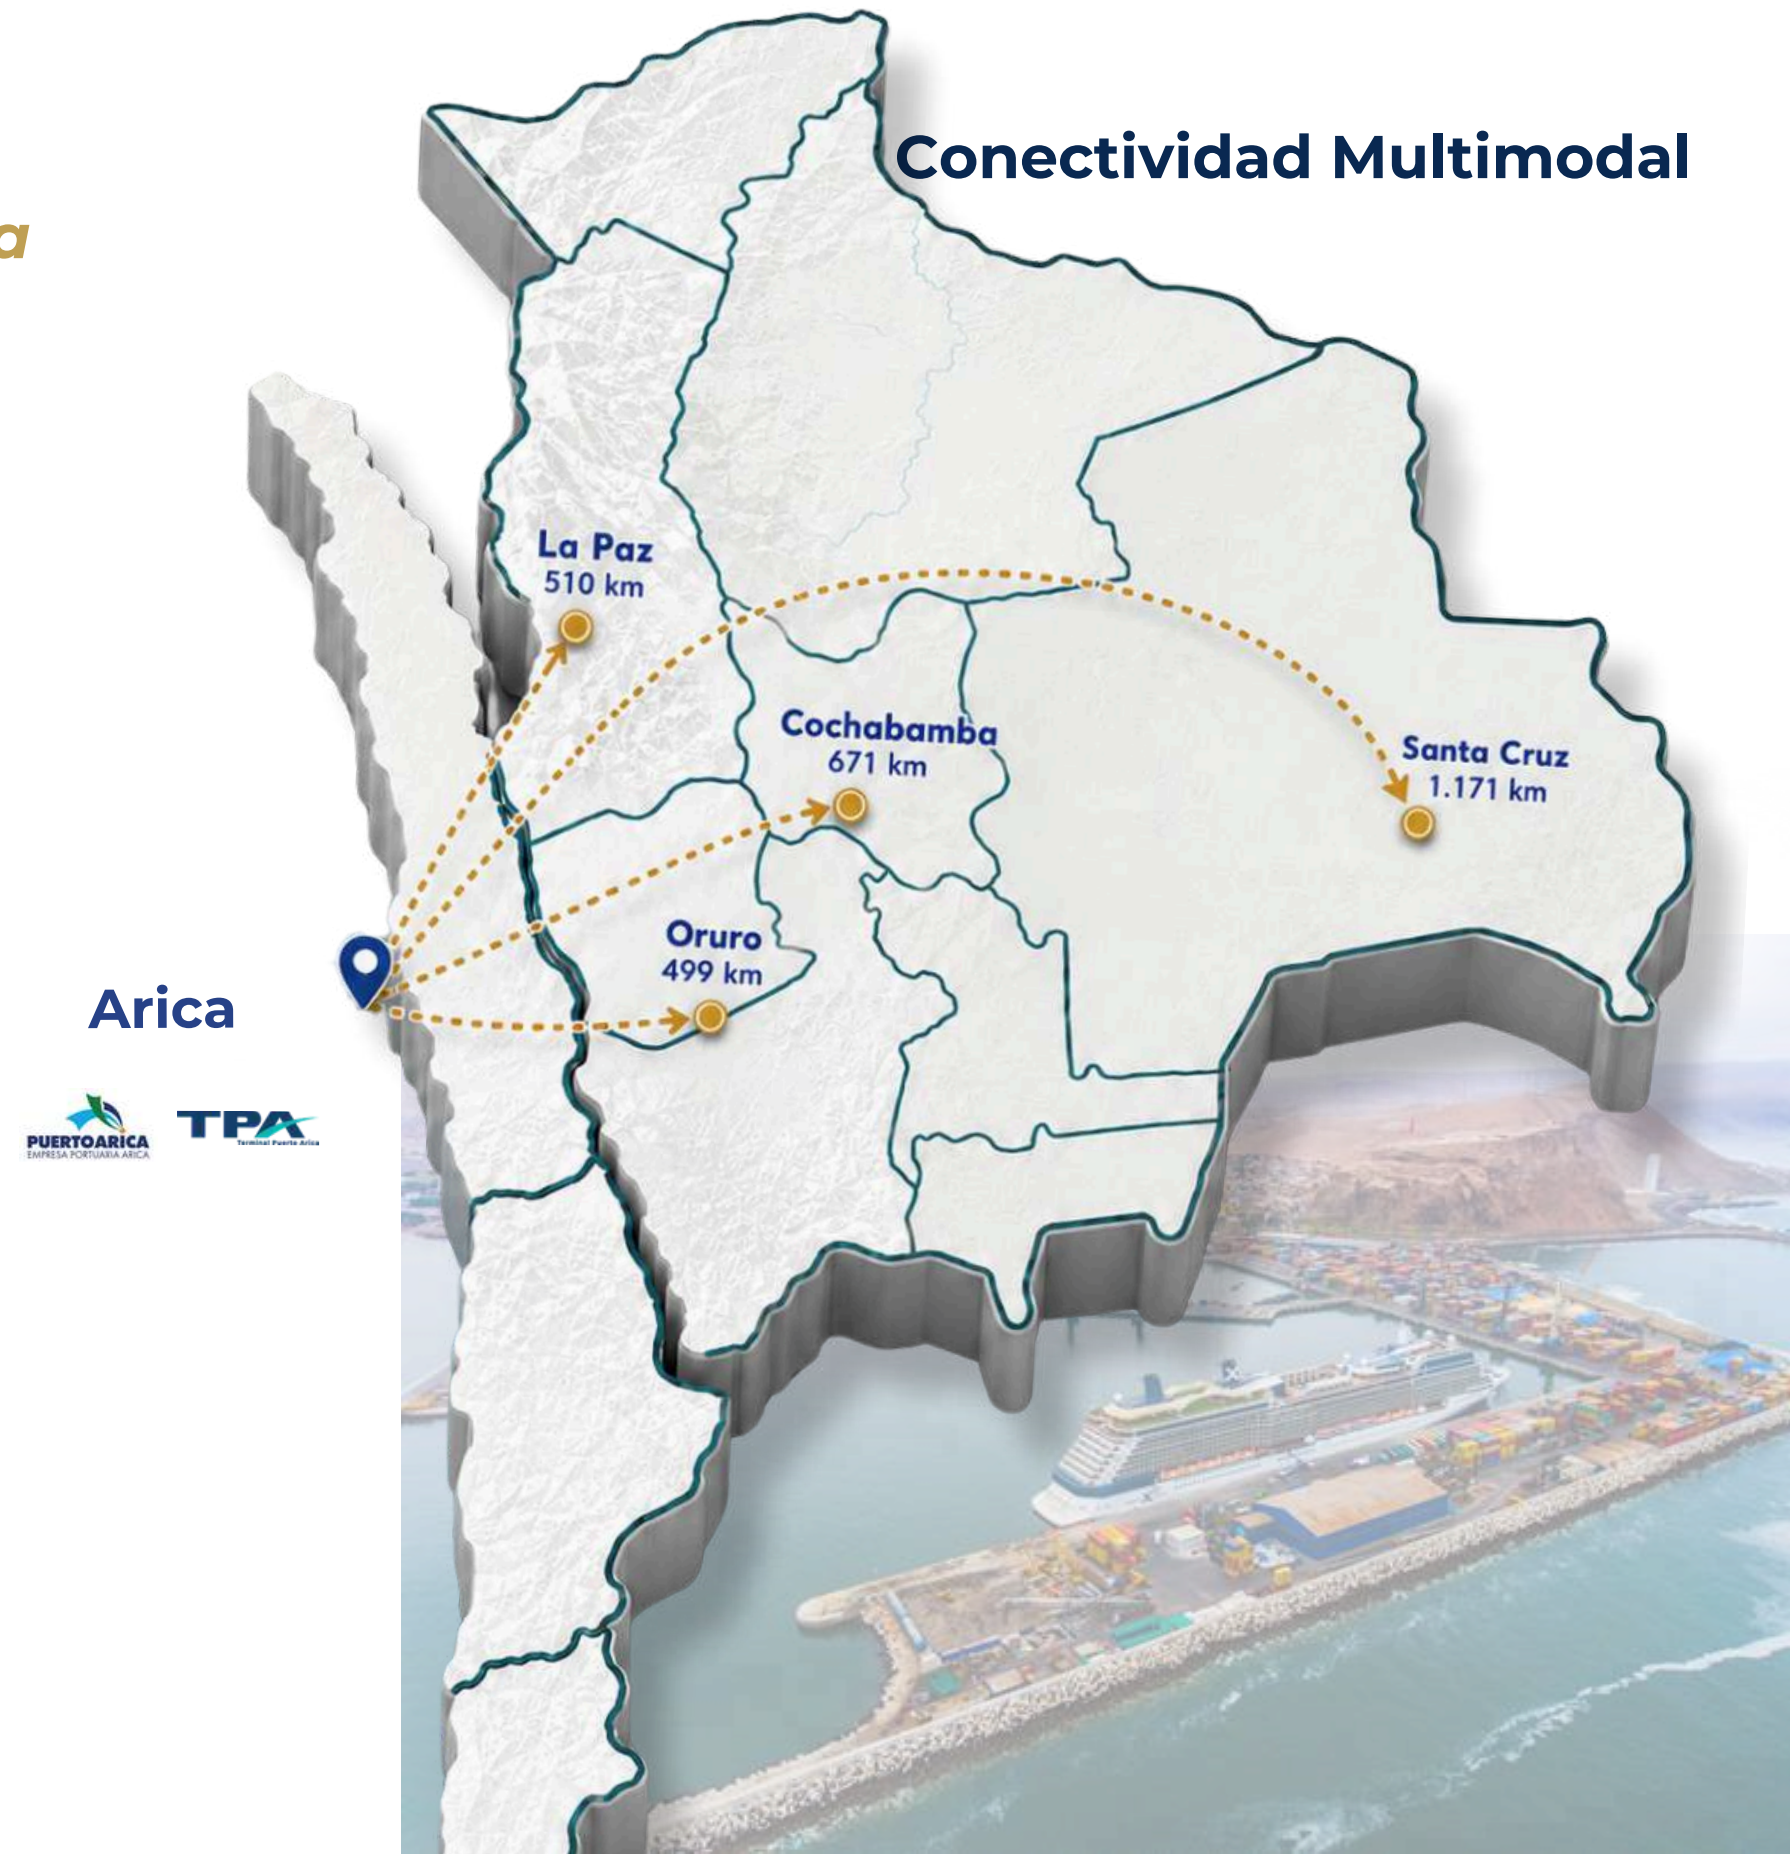 Conectividad Multimodal
a
La Paz
510 km
Cochabamba
671 km
Santa Cruz
1.171 km
Oruro
499 km
Arica
PUERTOARICA
EMPRESA PORTUARIA ARICA
TPA
Terminal Puerto Arica